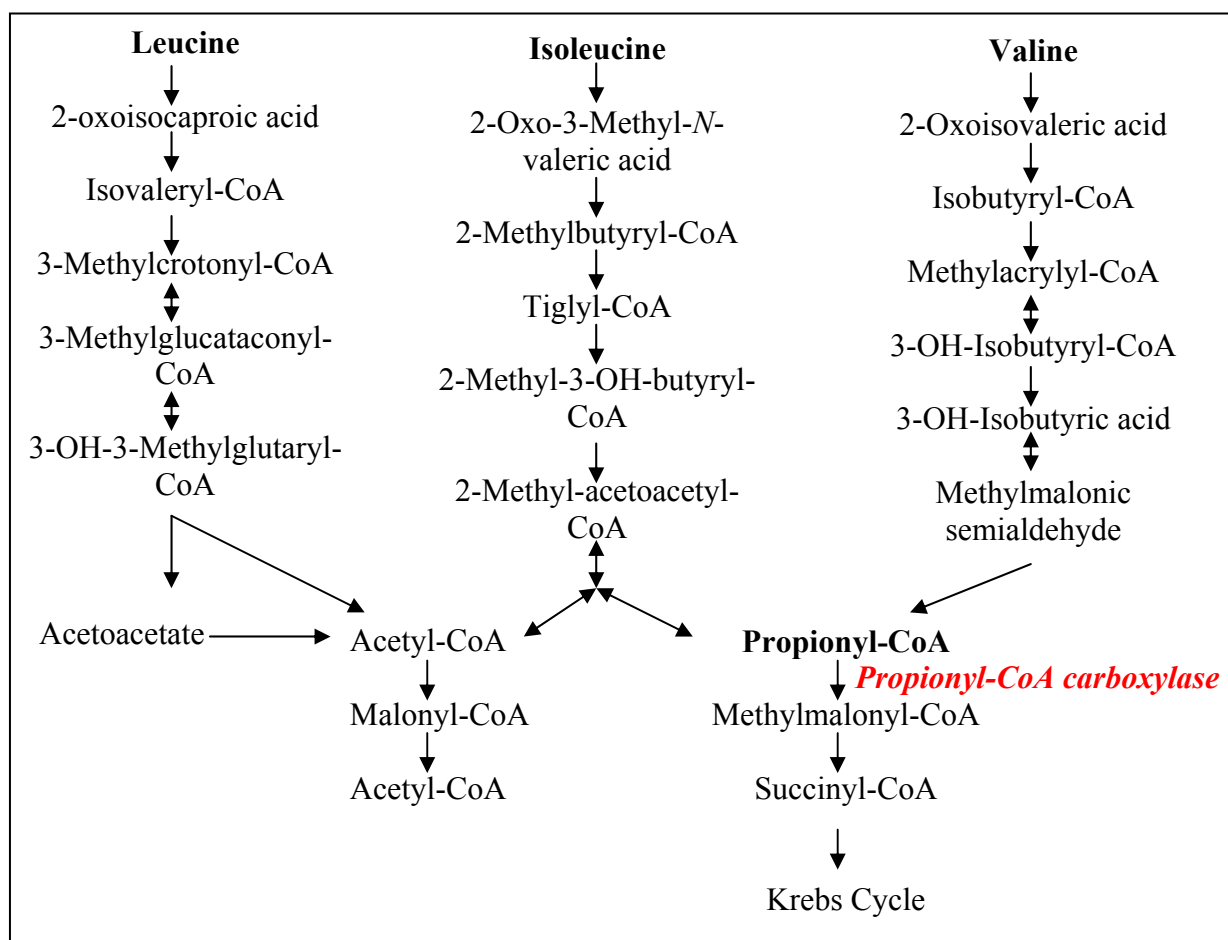 Leucine
2-oxoisocaproic acid
Isovaleryl-CoA
3-Methylcrotonyl-CoA
3-Methylglucataconyl-
CoA
3-OH-3-Methylglutaryl-
CoA
Acetoacetate
Isoleucine
2-Oxo-3-Methyl-N-
valeric acid
2-Methylbutyryl-CoA
Tiglyl-CoA
2-Methyl-3-OH-butyryl-
CoA
2-Methyl-acetoacetyl-
CoA
Acetyl-CoA
Malonyl-CoA
Acetyl-CoA
Valine
2-Oxoisovaleric acid
Isobutyryl-CoA
Methylacrylyl-CoA
3-OH-Isobutyryl-CoA
3-OH-Isobutyric acid
Methylmalonic
semialdehyde
Propionyl-CoA
Propionyl-CoA carboxylase
Methylmalonyl-CoA
Succinyl-CoA
Krebs Cycle